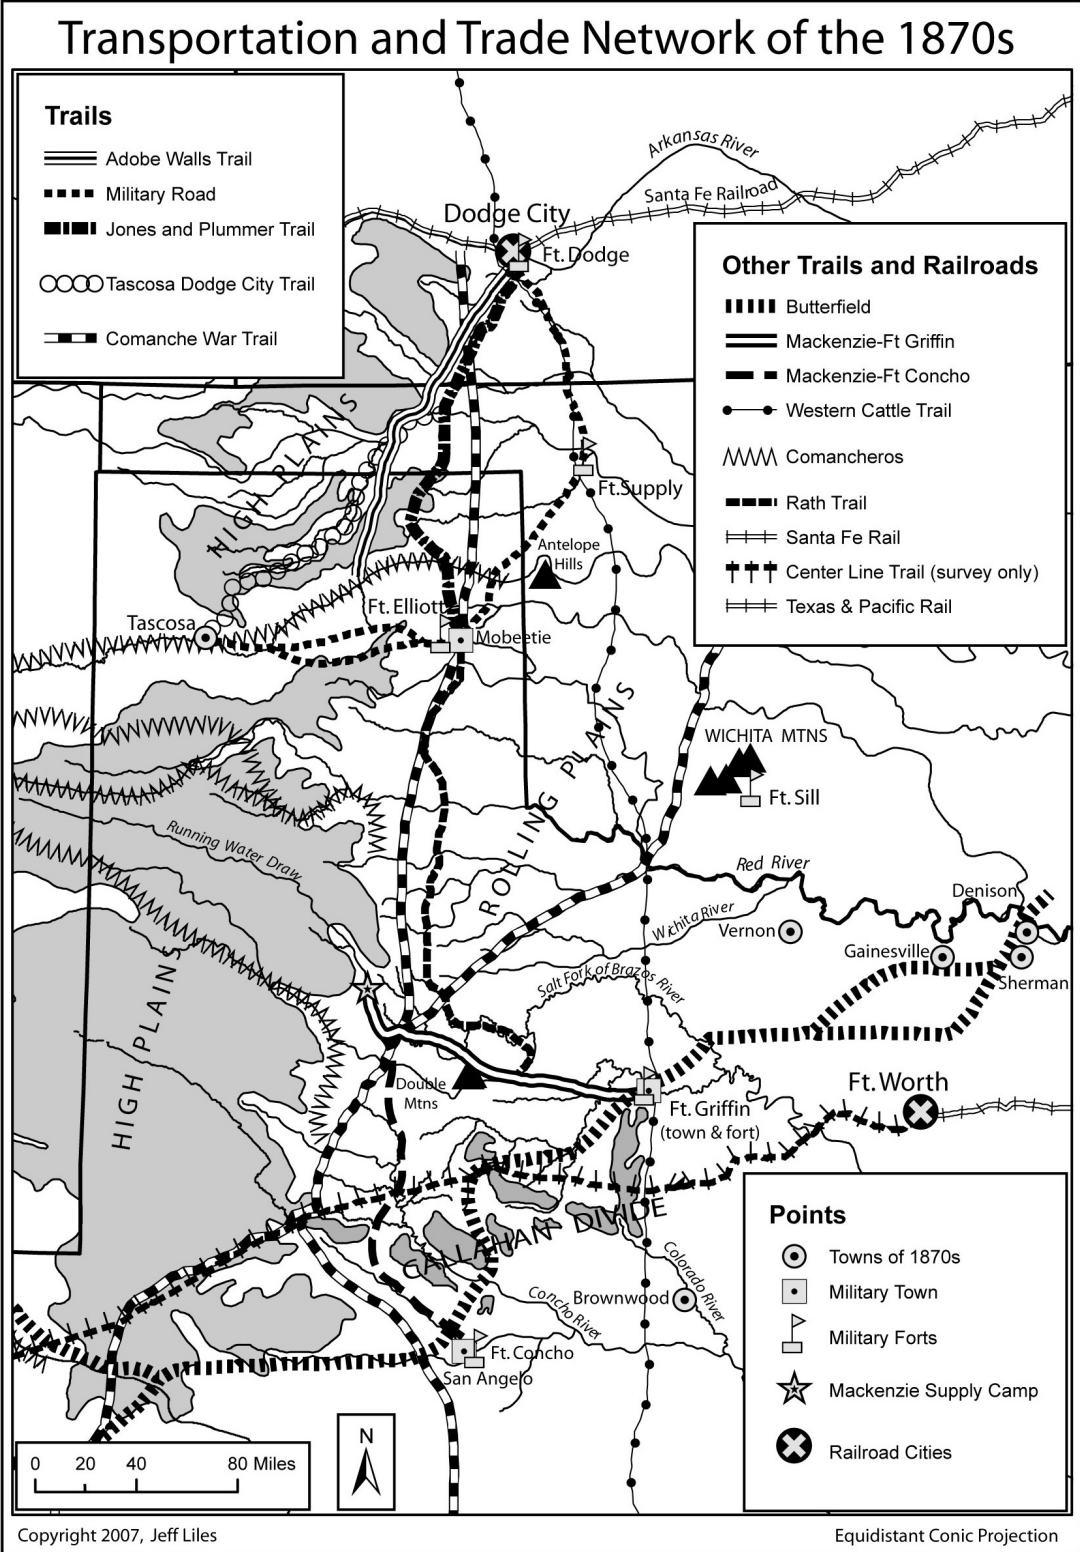 Transportation and Trade Network of the 1870s
Trails
Adobe Walls Trail
Military Road
Jones and Plummer Trail
Tascosa Dodge City Trail
Comanche War Trail
Arkansas River
Santa Fe Railroad
Dodge City
Ft. Dodge
Other Trails and Railroads
Butterfield
Mackenzie-Ft Griffin
Mackenzie-Ft Concho
Western Cattle Trail
Comancheros
Rath Trail
Santa Fe Rail
Center Line Trail (survey only)
Texas & Pacific Rail
HIGH PLAINS
Ft. Supply
Antelope
Hills
Ft. Elliott
Tascosa
Mobeetie
ROLLING PLAINS
WICHITA MTNS
Ft. Sill
Running Water Draw
Red River
Denison
Wichita River
Vernon
Gainesville
Sherman
Salt Fork of Brazos River
HIGH PLAINS
Double
Mtns
Ft. Worth
Ft. Griffin
(town & fort)
CALLAHAN DIVIDE
Colorado River
Brownwood
Concho River
Ft. Concho
San Angelo
Points
Towns of 1870s
Military Town
Military Forts
Mackenzie Supply Camp
Railroad Cities
N
0 20 40 80 Miles
Copyright 2007, Jeff Liles
Equidistant Conic Projection